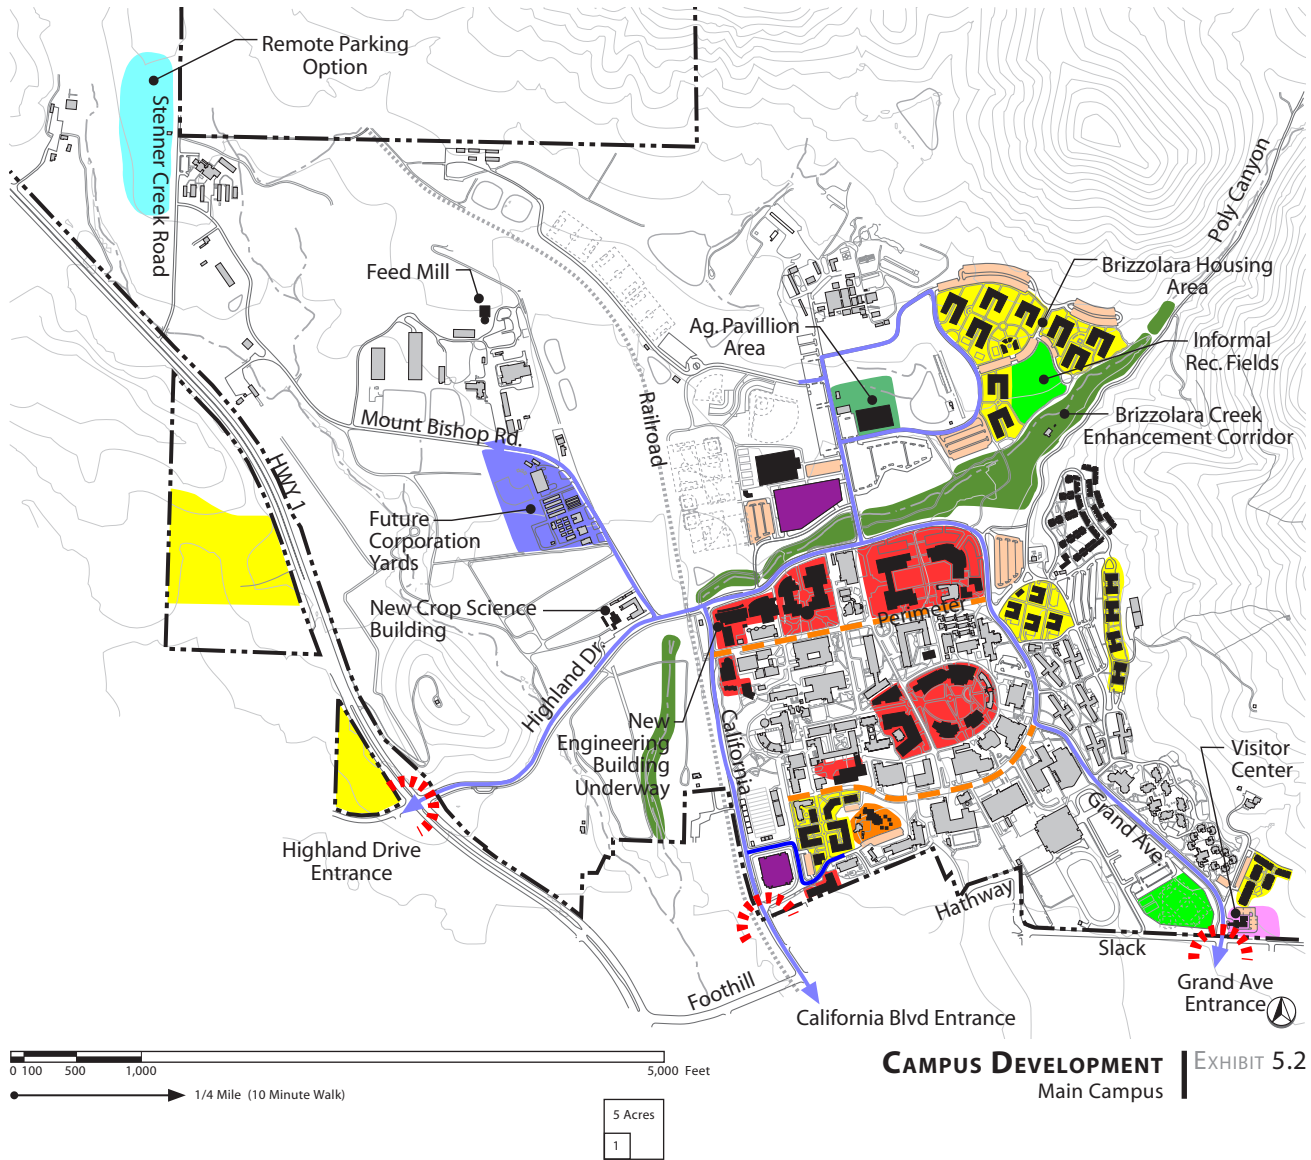 Remote Parking
Option
Stenner Creek Road
Poly Canyon
Feed Mill
Brizzolara Housing
Area
Ag. Pavillion
Area
Informal
Rec. Fields
Railroad
Brizzolara Creek
Enhancement Corridor
Mount Bishop Rd.
HWY 1
Future
Corporation
Yards
New Crop Science
Building
Perimeter
Highland Dr.
New
Engineering
Building
Underway
California
Visitor
Center
Grand Ave.
Highland Drive
Entrance
Hathway
Slack
Foothill
Grand Ave
Entrance
California Blvd Entrance
0 100 500 1,000 5,000 Feet
1/4 Mile (10 Minute Walk)
5 Acres
1
CAMPUS DEVELOPMENT
Main Campus
EXHIBIT 5.2